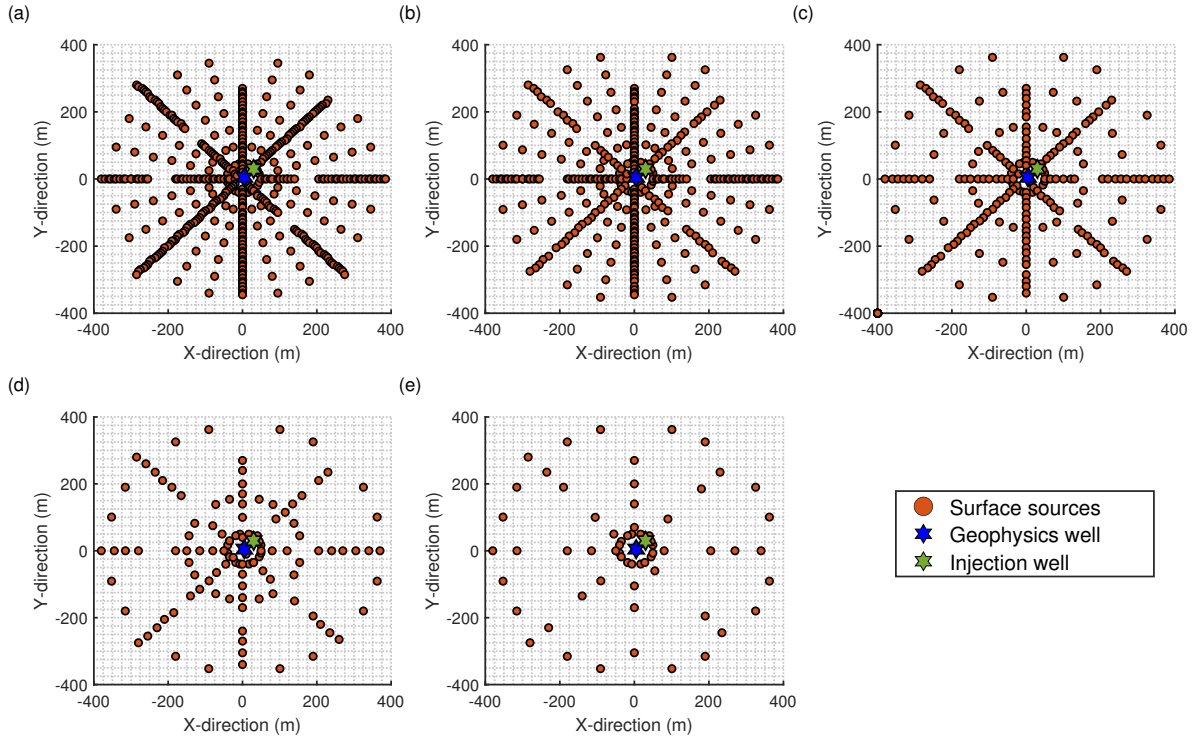 (a)
(b)
(c)
400
200
0
-200
-400
Y-direction (m)
-400 -200 0 200 400
X-direction (m)
400
200
0
-200
-400
Y-direction (m)
-400 -200 0 200 400
X-direction (m)
400
200
0
-200
-400
Y-direction (m)
-400 -200 0 200 400
X-direction (m)
(d)
(e)
400
200
0
-200
-400
Y-direction (m)
-400 -200 0 200 400
X-direction (m)
400
200
0
-200
-400
Y-direction (m)
-400 -200 0 200 400
X-direction (m)
Surface sources
Geophysics well
Injection well